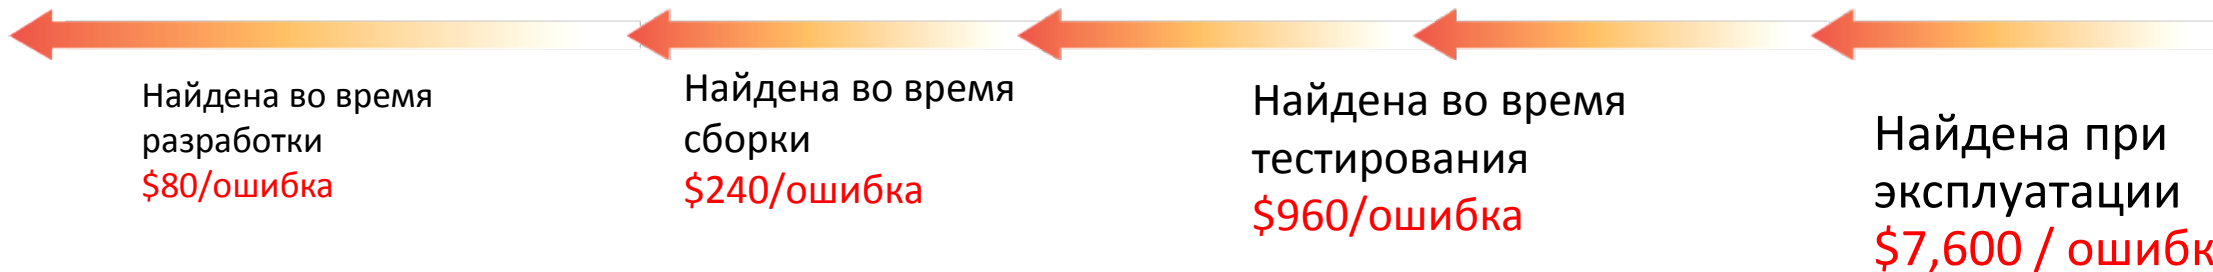 Найдена во время
разработки
$80/ошибка
Найдена во время
сборки
$240/ошибка
Найдена во время
тестирования
$960/ошибка
Найдена при
эксплуатации
$7,600 / ошибк